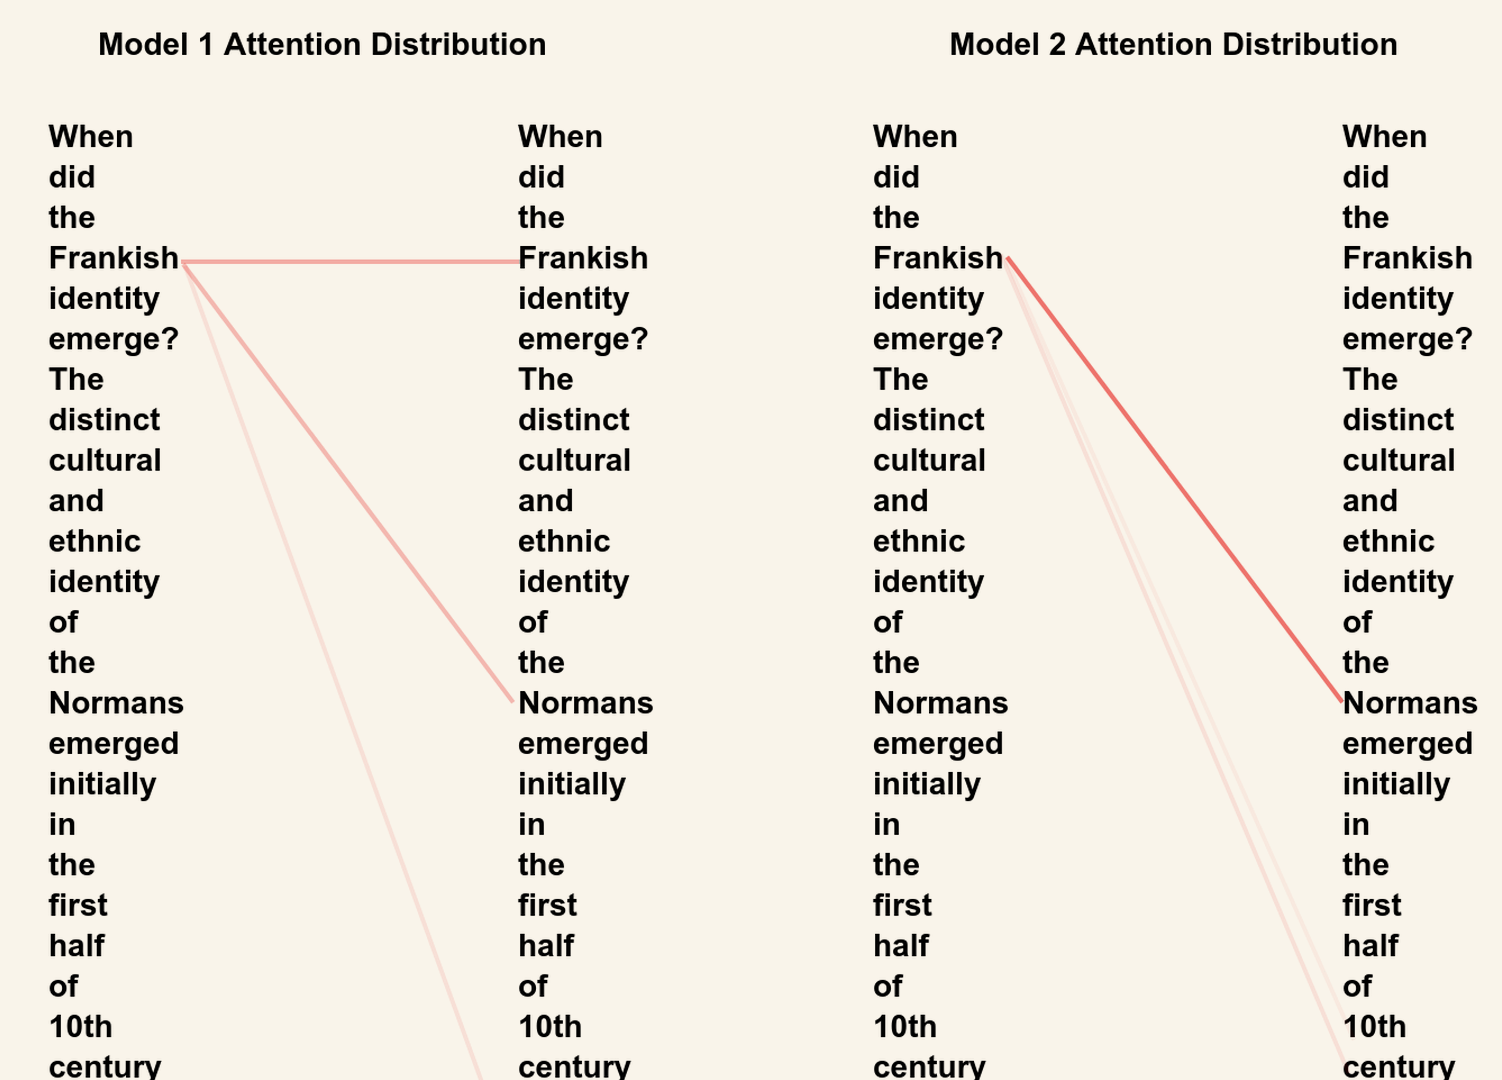 Model 1 Attention Distribution
When
did
the
Frankish
identity
emerge?
The
distinct
cultural
and
ethnic
identity
of
the
Normans
emerged
initially
in
the
first
half
of
10th
century
When
did
the
Frankish
identity
emerge?
The
distinct
cultural
and
ethnic
identity
of
the
Normans
emerged
initially
in
the
first
half
of
10th
century
Model 2 Attention Distribution
When
did
the
Frankish
identity
emerge?
The
distinct
cultural
and
ethnic
identity
of
the
Normans
emerged
initially
in
the
first
half
of
10th
century
When
did
the
Frankish
identity
emerge?
The
distinct
cultural
and
ethnic
identity
of
the
Normans
emerged
initially
in
the
first
half
of
10th
century